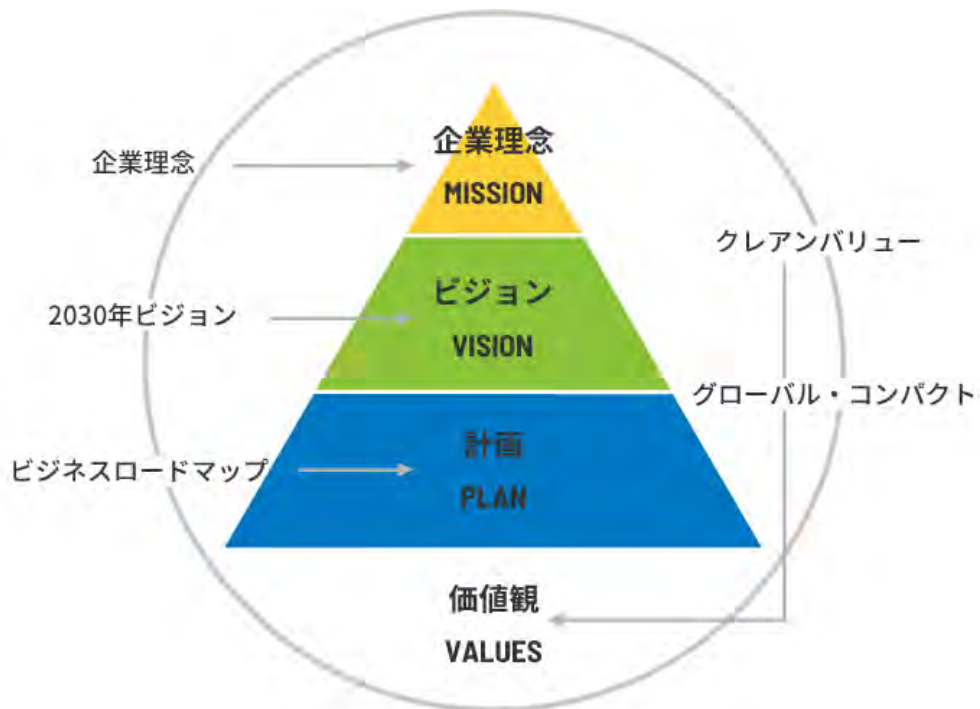 企業理念
MISSION
企業理念
クレアンバリュー
ビジョン
2030年ビジョン
VISION
グローバル・コンパクト
計画
ビジネスロードマップ
PLAN
価値観
VALUES